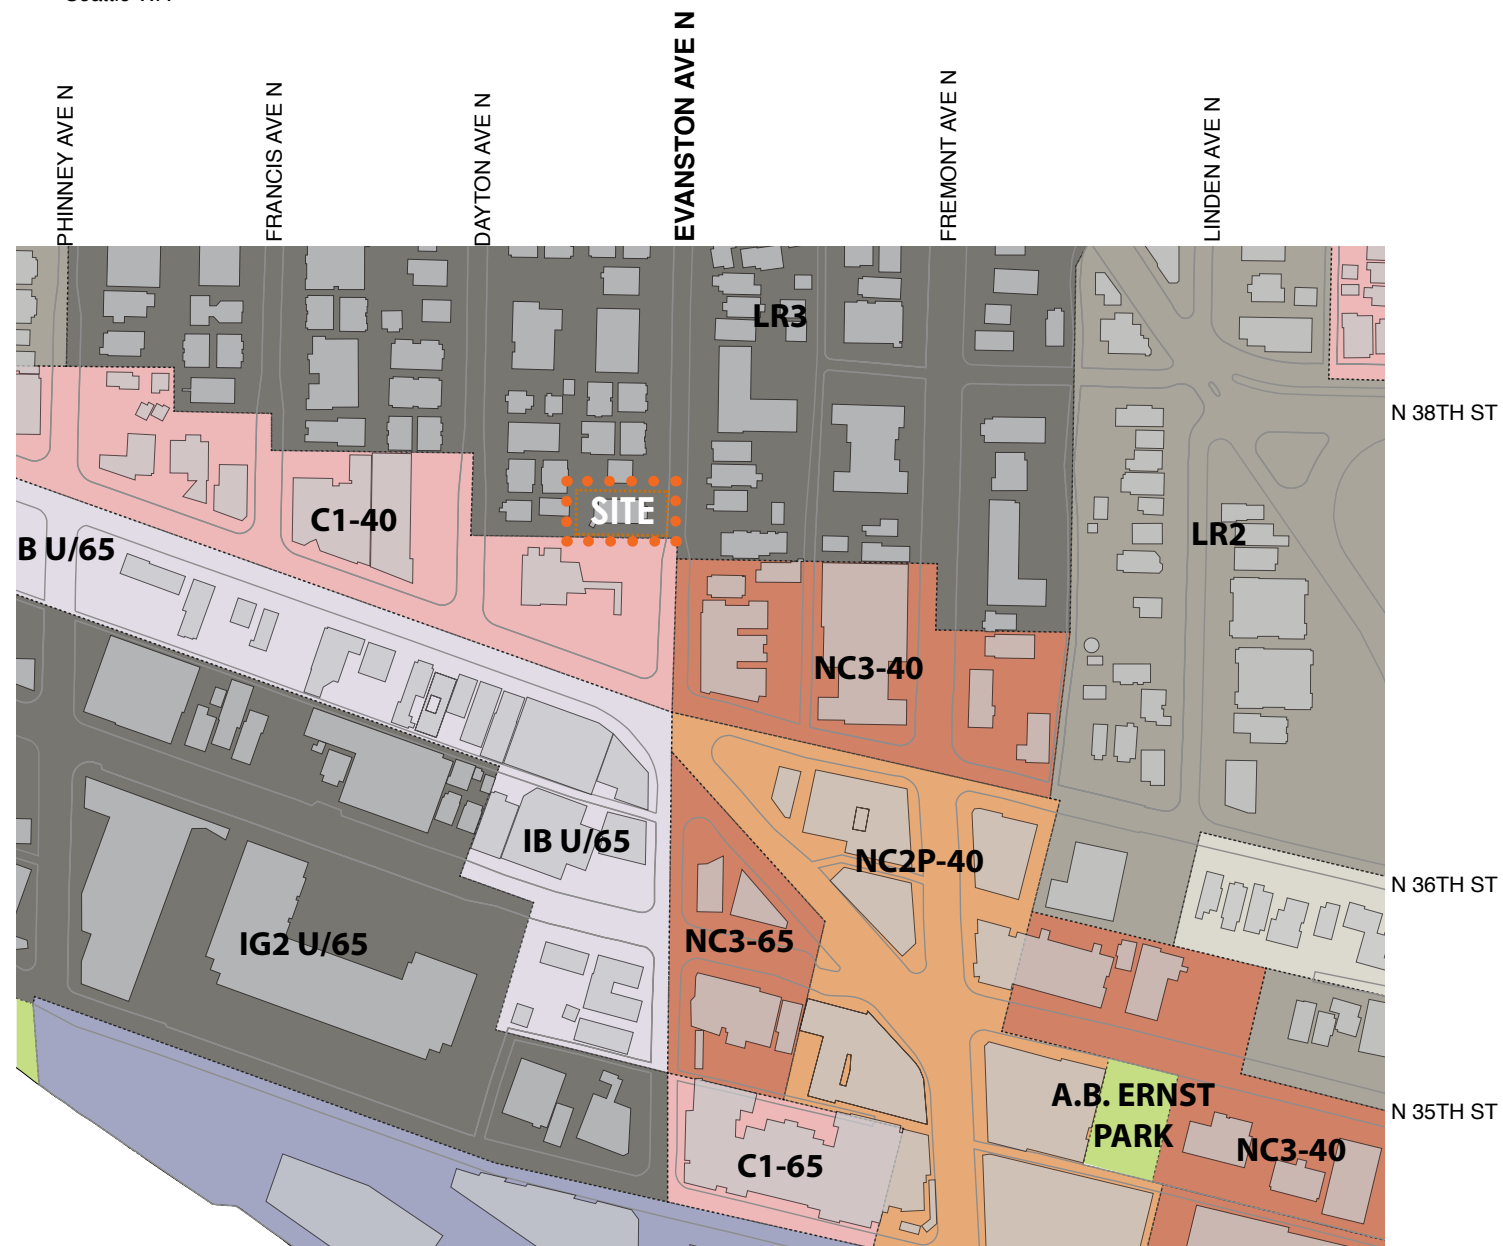 EVANSTON AVE N
PHINNEY AVE N
FRANCIS AVE N
DAYTON AVE N
FREMONT AVE N
LINDEN AVE N
LR3
N 38TH ST
SITE
C1-40
LR2
B U/65
NC3-40
IB U/65
NC2P-40
N 36TH ST
IG2 U/65
NC3-65
A.B. ERNST
PARK
N 35TH ST
C1-65
NC3-40